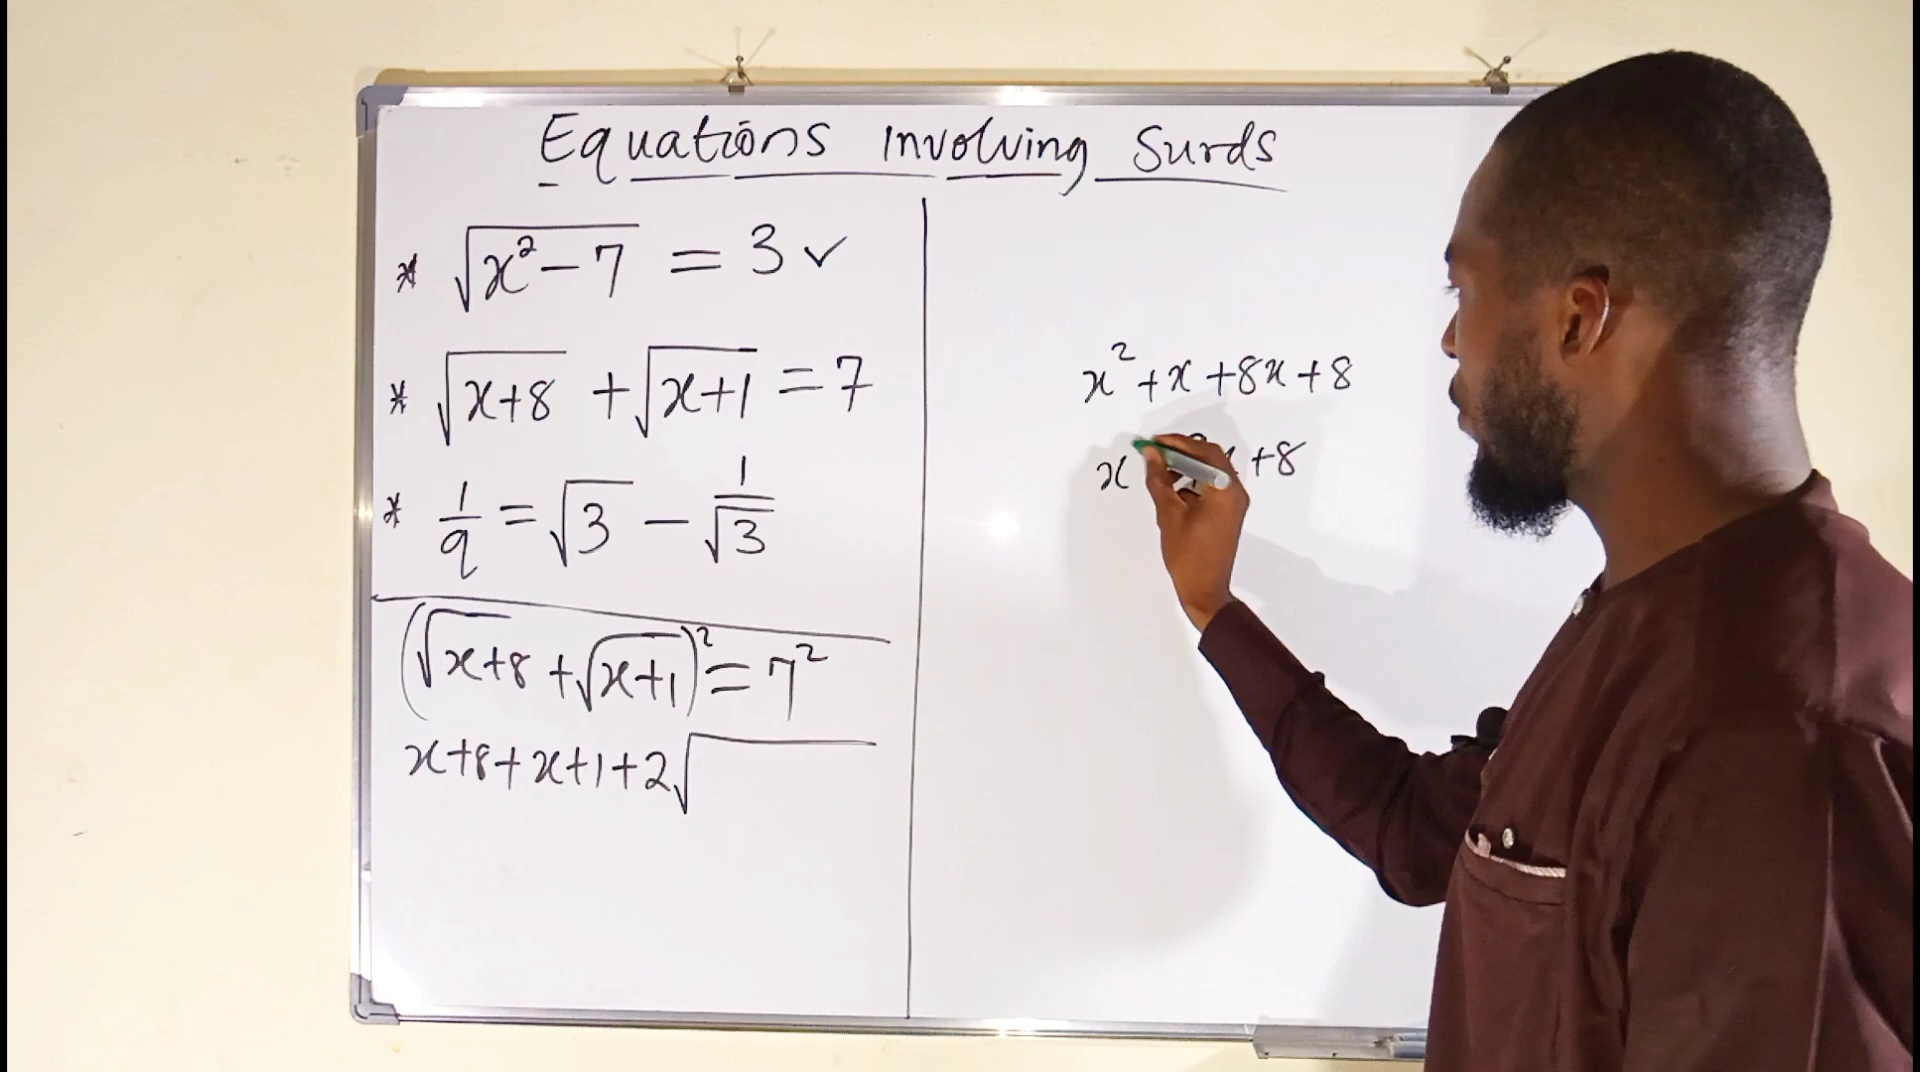 Equations Involving Surds
* √(x²-7) = 3 ✓
* √(x+8) + √(x+1) = 7
* 1/q = √3 - 1/√3
(√(x+8) + √(x+1))² = 7²
x+8+x+1+2√
x²+x+8x+8
x +8